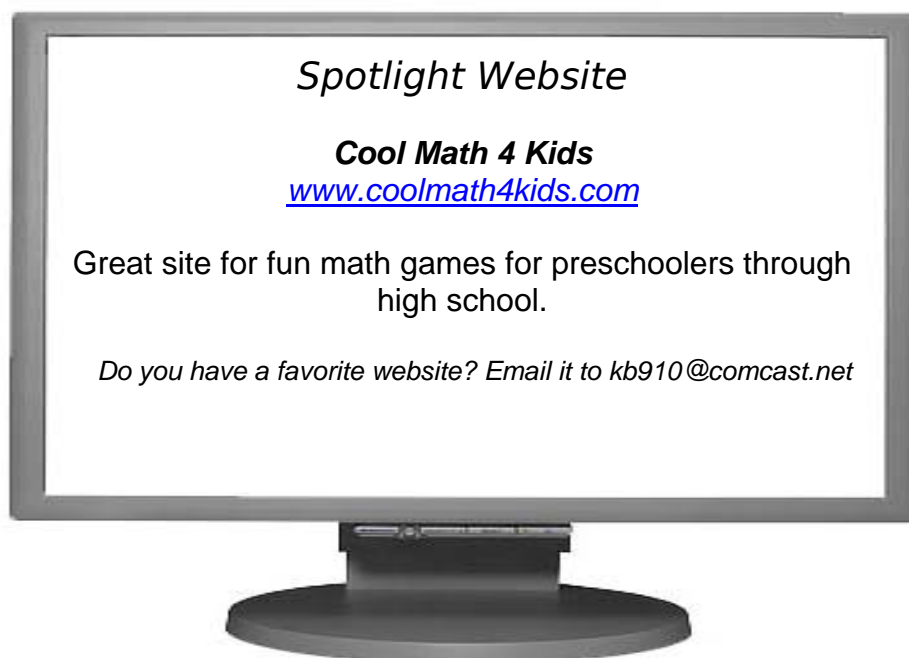 Spotlight Website
Cool Math 4 Kids
www.coolmath4kids.com
Great site for fun math games for preschoolers through
high school.
Do you have a favorite website? Email it to kb910@comcast.net